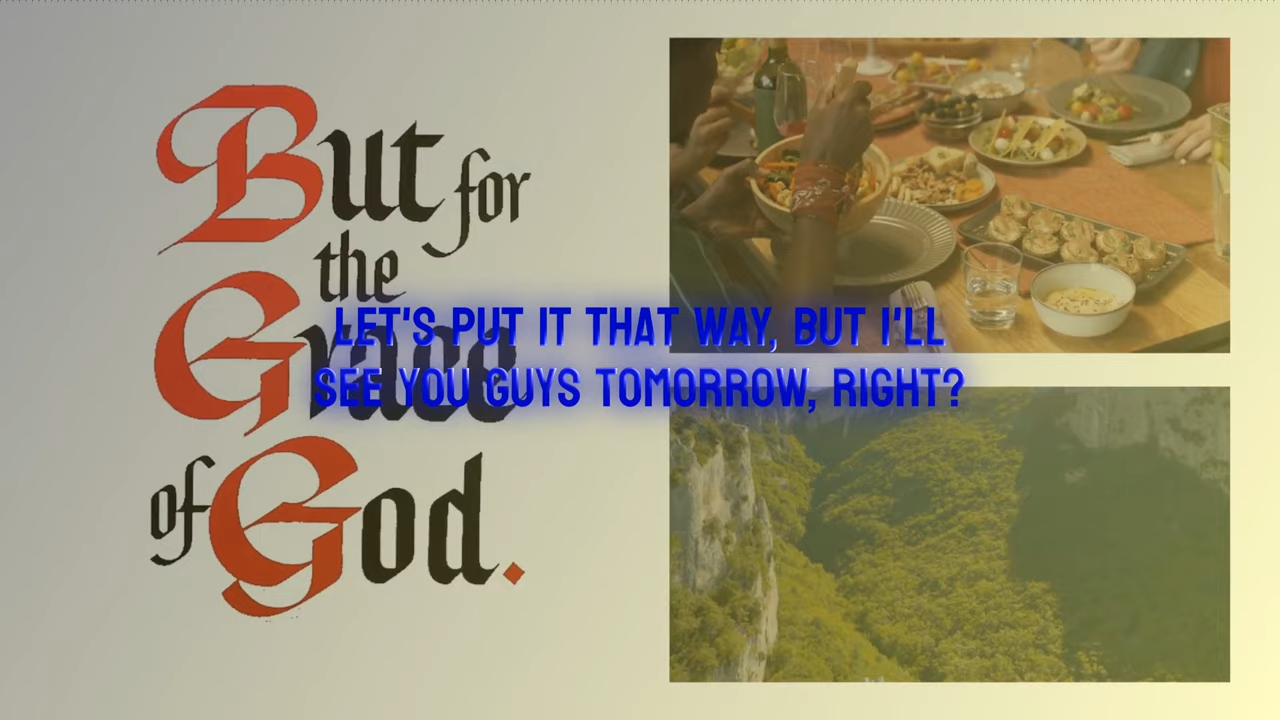 But for
the
Grace
of God.
LET'S PUT IT THAT WAY, BUT I'LL
SEE YOU GUYS TOMORROW, RIGHT?